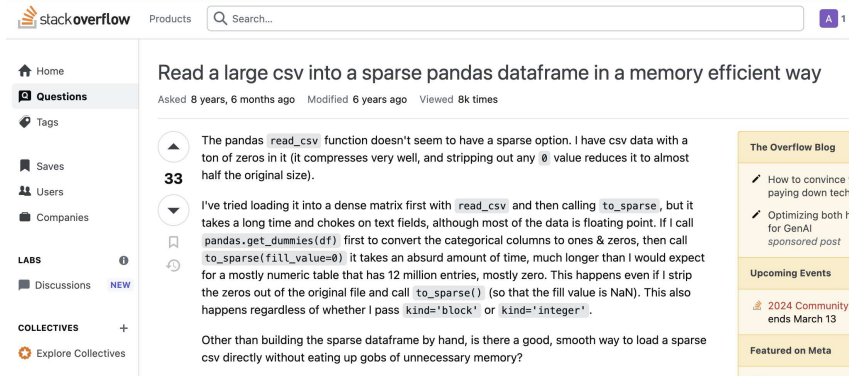 stackoverflow Products Search... A 1
Home
Questions
Tags
Saves
Users
Companies
LABS
Discussions NEW
COLLECTIVES +
Explore Collectives
Read a large csv into a sparse pandas dataframe in a memory efficient way
Asked 8 years, 6 months ago Modified 6 years ago Viewed 8k times
33
The pandas read_csv function doesn't seem to have a sparse option. I have csv data with a
ton of zeros in it (it compresses very well, and stripping out any 0 value reduces it to almost
half the original size).
I've tried loading it into a dense matrix first with read_csv and then calling to_sparse, but it
takes a long time and chokes on text fields, although most of the data is floating point. If I call
pandas.get_dummies(df) first to convert the categorical columns to ones & zeros, then call
to_sparse(fill_value=0) it takes an absurd amount of time, much longer than I would expect
for a mostly numeric table that has 12 million entries, mostly zero. This happens even if I strip
the zeros out of the original file and call to_sparse() (so that the fill value is NaN). This also
happens regardless of whether I pass kind='block' or kind='integer'.
Other than building the sparse dataframe by hand, is there a good, smooth way to load a sparse
csv directly without eating up gobs of unnecessary memory?
The Overflow Blog
How to convince
paying down tech
Optimizing both
for GenAI
sponsored post
Upcoming Events
2024 Community
ends March 13
Featured on Meta